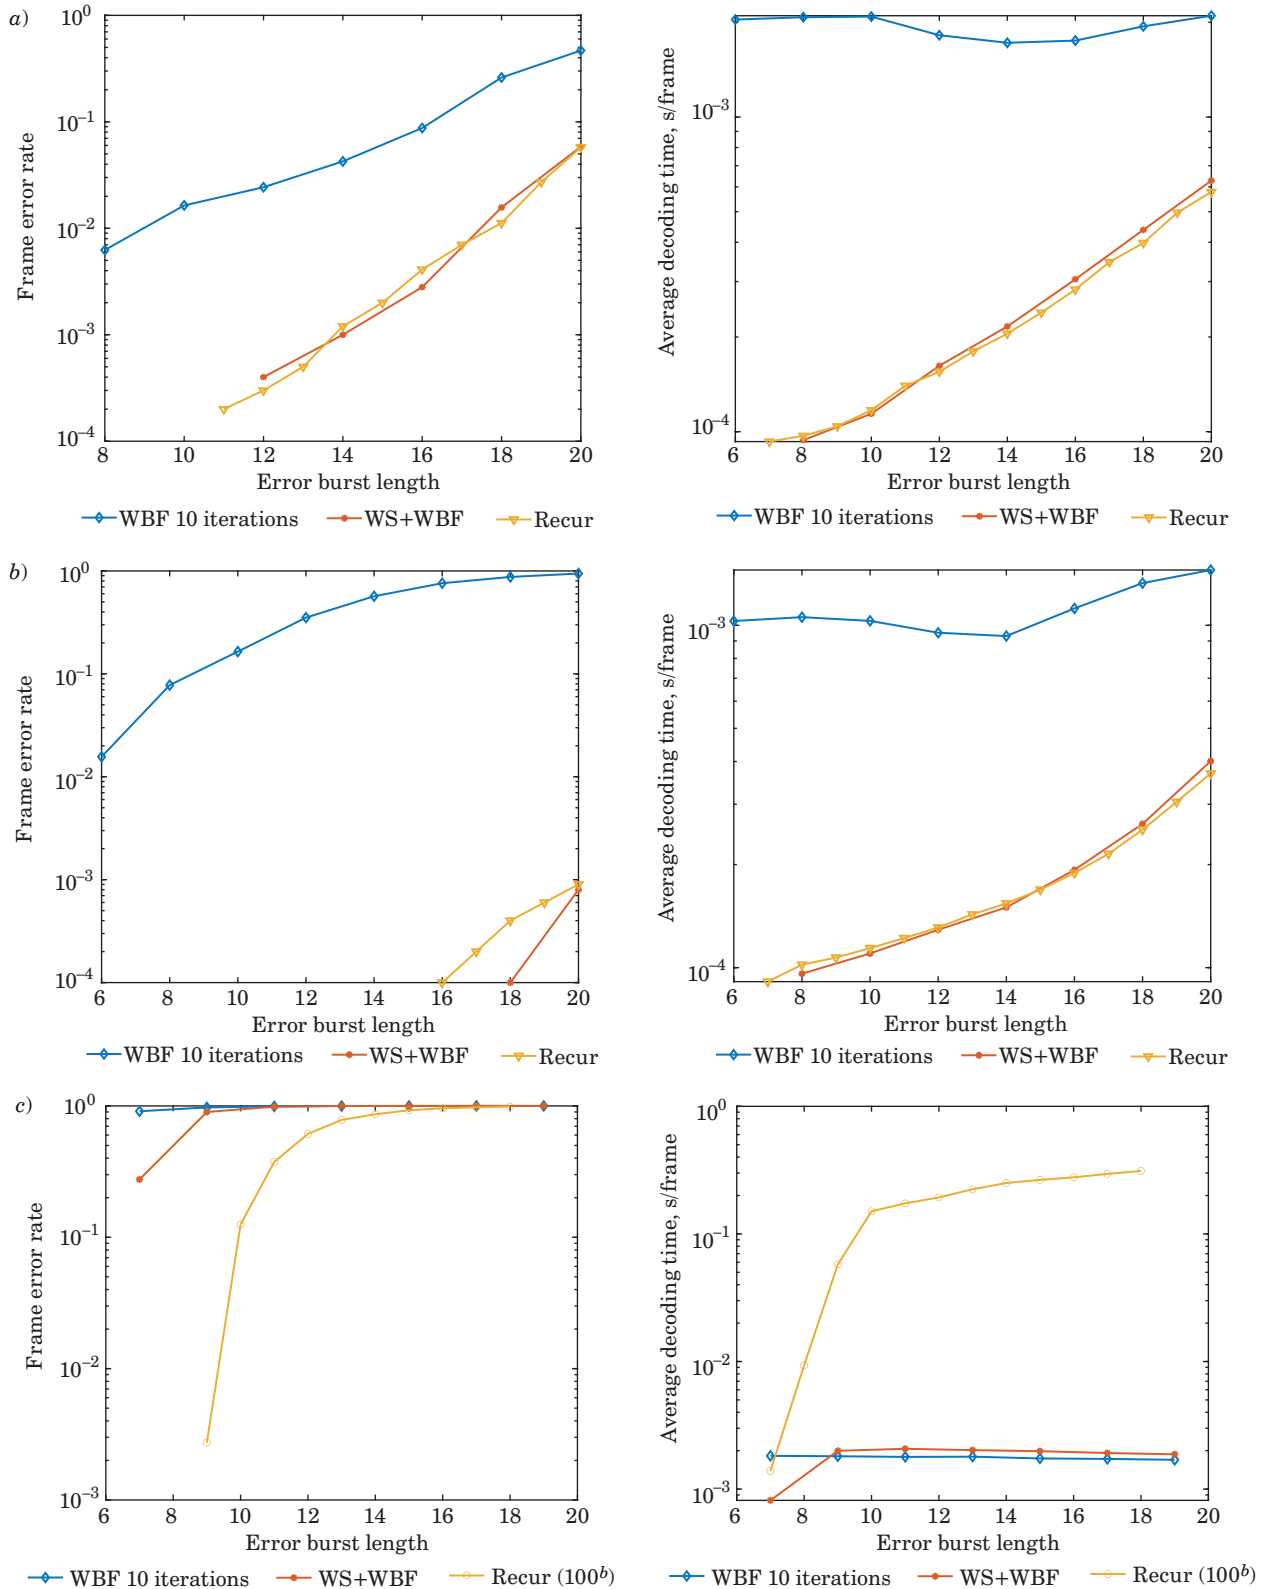 a)
10^0
10^-1
10^-2
10^-3
10^-4
Frame error rate
8 10 12 14 16 18 20
Error burst length
WBF 10 iterations WS+WBF Recur
10^-3
10^-4
Average decoding time, s/frame
6 8 10 12 14 16 18 20
Error burst length
WBF 10 iterations WS+WBF Recur
b)
10^0
10^-1
10^-2
10^-3
10^-4
Frame error rate
6 8 10 12 14 16 18 20
Error burst length
WBF 10 iterations WS+WBF Recur
10^-3
10^-4
Average decoding time, s/frame
6 8 10 12 14 16 18 20
Error burst length
WBF 10 iterations WS+WBF Recur
c)
10^0
10^-1
10^-2
10^-3
Frame error rate
6 8 10 12 14 16 18 20
Error burst length
WBF 10 iterations WS+WBF Recur (100^b)
10^0
10^-1
10^-2
10^-3
Average decoding time, s/frame
6 8 10 12 14 16 18 20
Error burst length
WBF 10 iterations WS+WBF Recur (100^b)